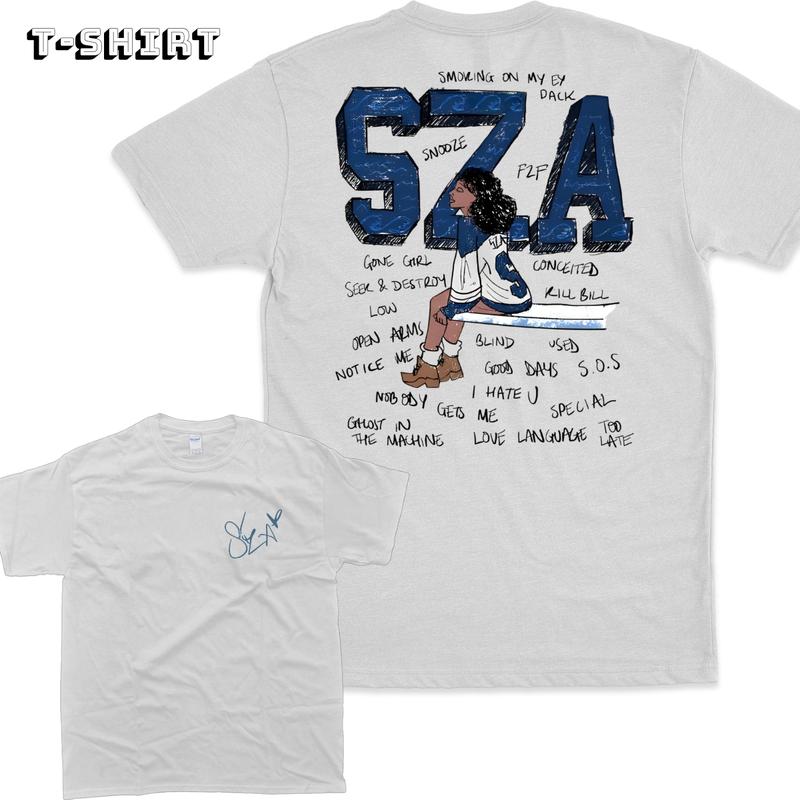 T-SHIRT
SMOKING ON MY EX
PACK
SZA
SNOOZE
F2F
SZA
S
GONE GIRL
CONCEITED
SEEK & DESTROY
KILL BILL
LOW
OPEN ARMS
BLIND
USED
NOTICE ME
GOOD DAYS
S.O.S
NOBODY
GETS ME
I HATE U
SPECIAL
GHOST IN
THE MACHINE
LOVE LANGUAGE
TOO
LATE
SZA